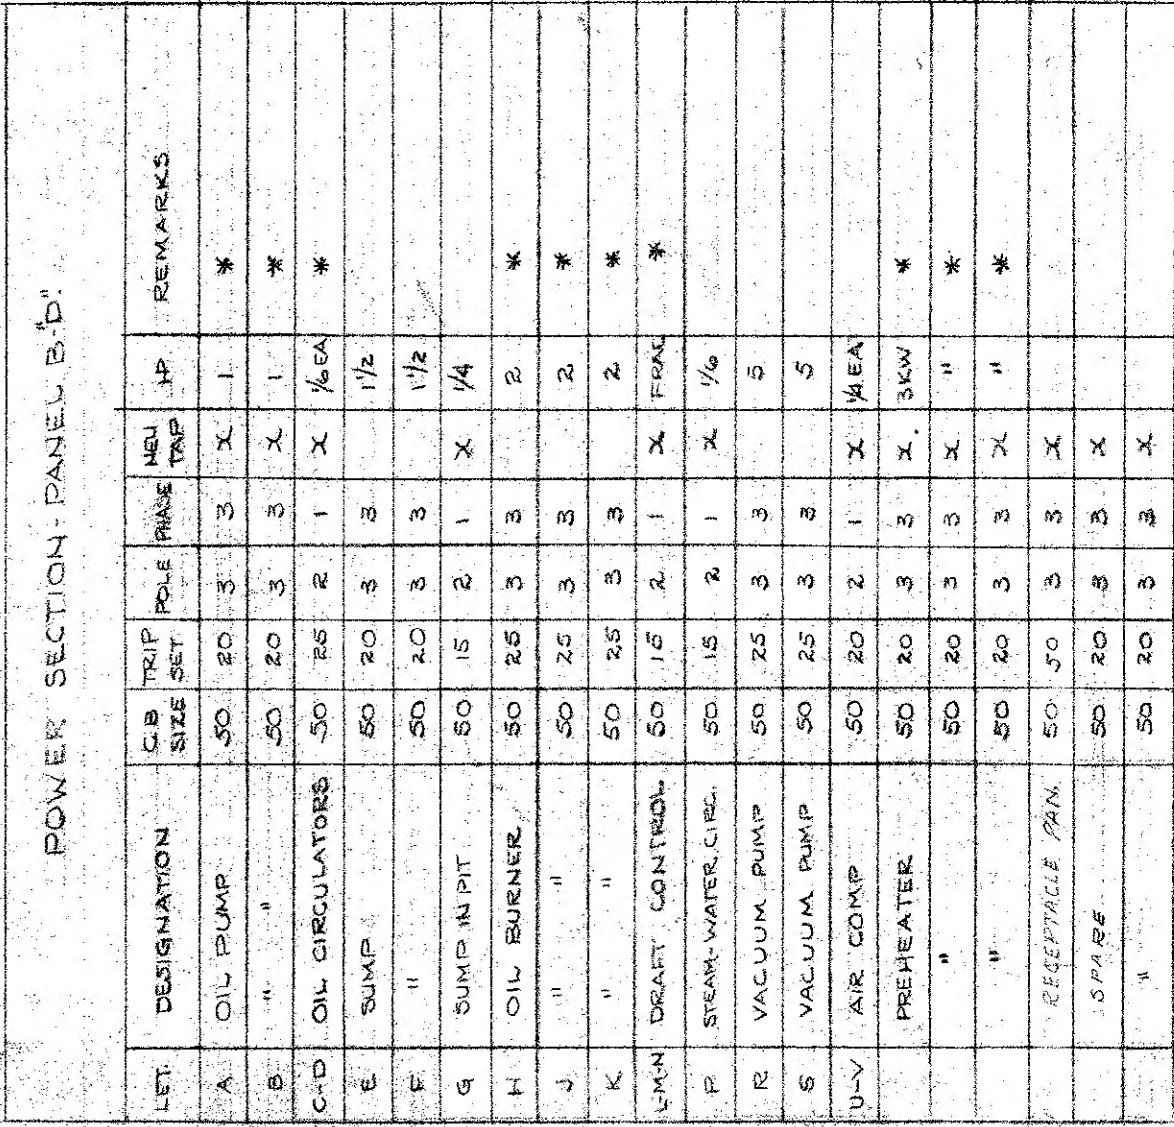 POWER SECTION - PANEL B-"D".
LET. DESIGNATION C.B SIZE TRIP SET POLE PHASE NEU TAP HP REMARKS
A OIL PUMP 50 20 3 3 X 1 *
B " 50 20 3 3 X 1 *
C-D OIL CIRCULATORS 50 25 2 1 X 1/6 EA *
E SUMP 50 20 3 3 1 1/2
F " 50 20 3 3 1 1/2
G SUMP IN PIT 50 15 2 1 X 1/4
H OIL BURNER 50 25 3 3 2 *
J " 50 25 3 3 2 *
K " 50 25 3 3 2 *
L-M-N DRAFT CONTROL 50 15 2 1 X FRAC *
P STEAM-WATER CIRC. 50 15 2 1 X 1/6
R VACUUM PUMP 50 25 3 3 5
S VACUUM PUMP 50 25 3 3 5
U-V AIR COMP 50 20 2 1 X 1/4 EA
PREHEATER 50 20 3 3 X. 3KW *
" 50 20 3 3 X " *
" 50 20 3 3 X " *
RECEPTACLE PAN. 50 50 3 3 X
SPARE 50 20 3 3 X
" 50 20 3 3 X